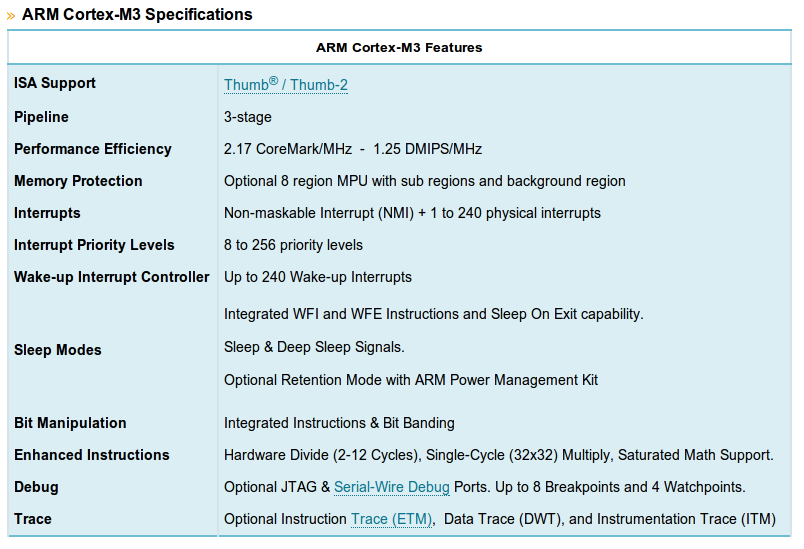 » ARM Cortex-M3 Specifications
ARM Cortex-M3 Features
ISA Support Thumb® / Thumb-2
Pipeline 3-stage
Performance Efficiency 2.17 CoreMark/MHz - 1.25 DMIPS/MHz
Memory Protection Optional 8 region MPU with sub regions and background region
Interrupts Non-maskable Interrupt (NMI) + 1 to 240 physical interrupts
Interrupt Priority Levels 8 to 256 priority levels
Wake-up Interrupt Controller Up to 240 Wake-up Interrupts
Integrated WFI and WFE Instructions and Sleep On Exit capability.
Sleep Modes Sleep & Deep Sleep Signals.
Optional Retention Mode with ARM Power Management Kit
Bit Manipulation Integrated Instructions & Bit Banding
Enhanced Instructions Hardware Divide (2-12 Cycles), Single-Cycle (32x32) Multiply, Saturated Math Support.
Debug Optional JTAG & Serial-Wire Debug Ports. Up to 8 Breakpoints and 4 Watchpoints.
Trace Optional Instruction Trace (ETM), Data Trace (DWT), and Instrumentation Trace (ITM)